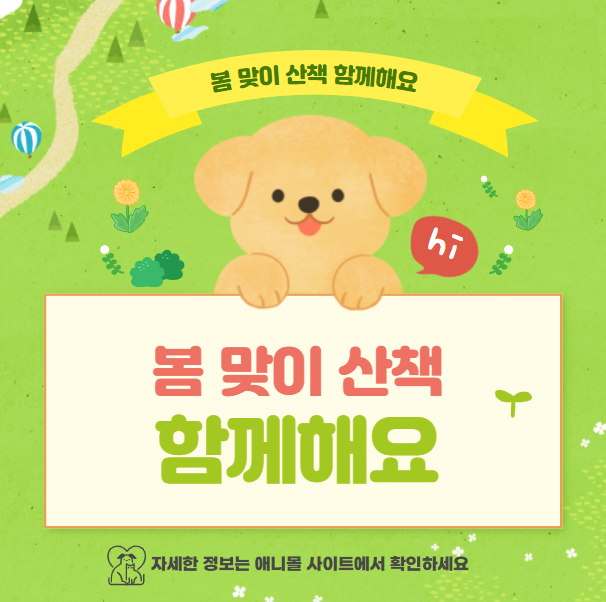 봄 맞이 산책 함께해요
hi
봄 맞이 산책
함께해요
자세한 정보는 애니몰 사이트에서 확인하세요